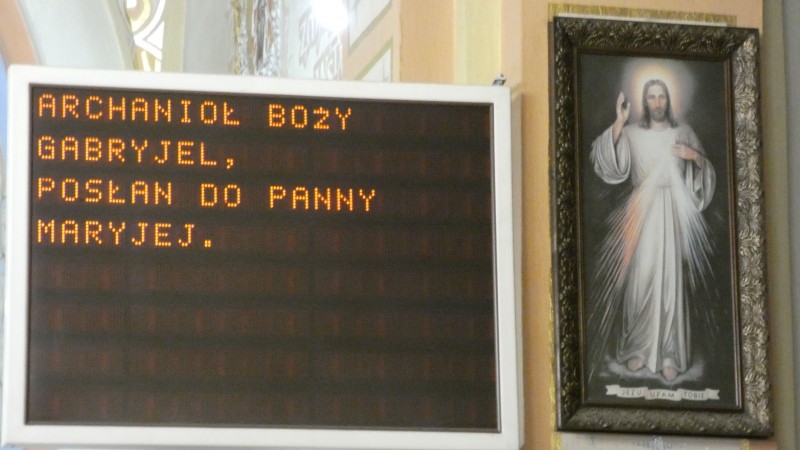 ARCHANIOŁ BOŻY
GABRYJEL,
POSŁAN DO PANNY
MARYJEJ.
JEZU UFAM TOBIE